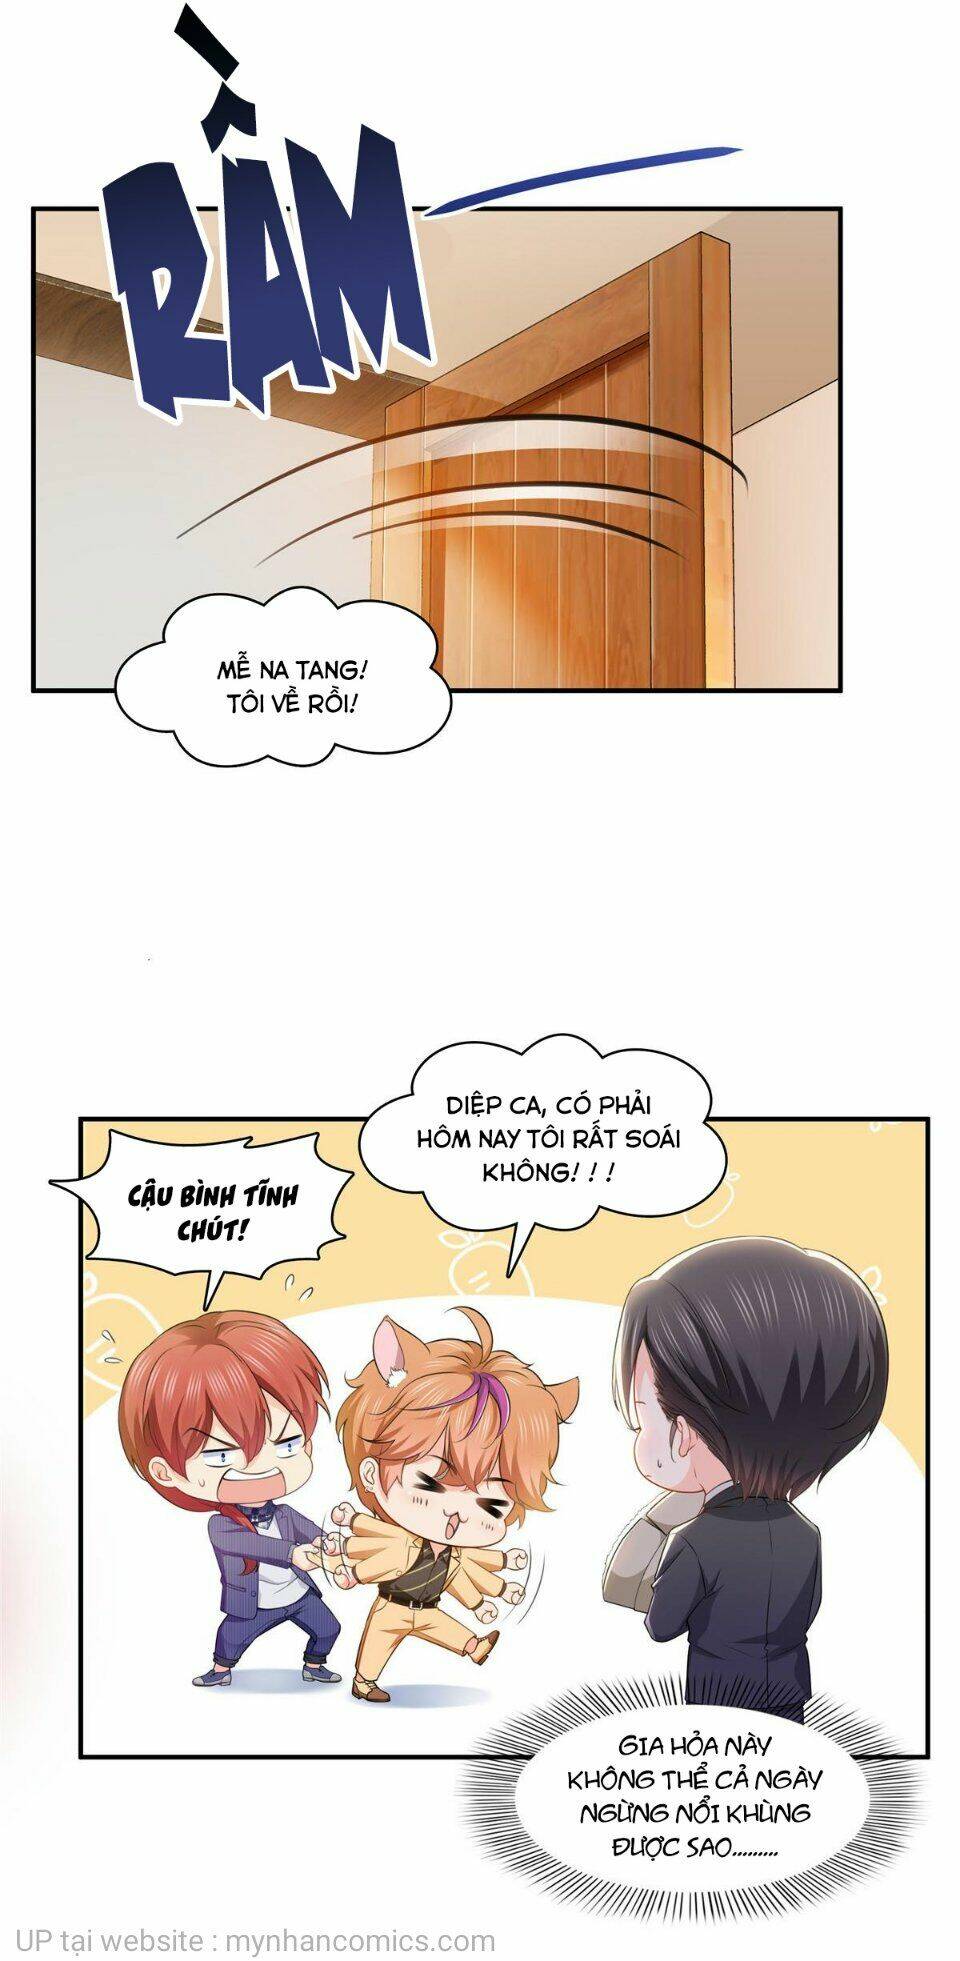 RẦM
MỄ NA TANG!
TÔI VỀ RỒI!
DIỆP CA, CÓ PHẢI
HÔM NAY TÔI RẤT SOÁI
KHÔNG!!!
CẬU BÌNH TĨNH
CHÚT!
GIA HỎA NÀY
KHÔNG THỂ CẢ NGÀY
NGỪNG NỔI KHÙNG
ĐƯỢC SAO.........
UP tại website : mynhancomics.com